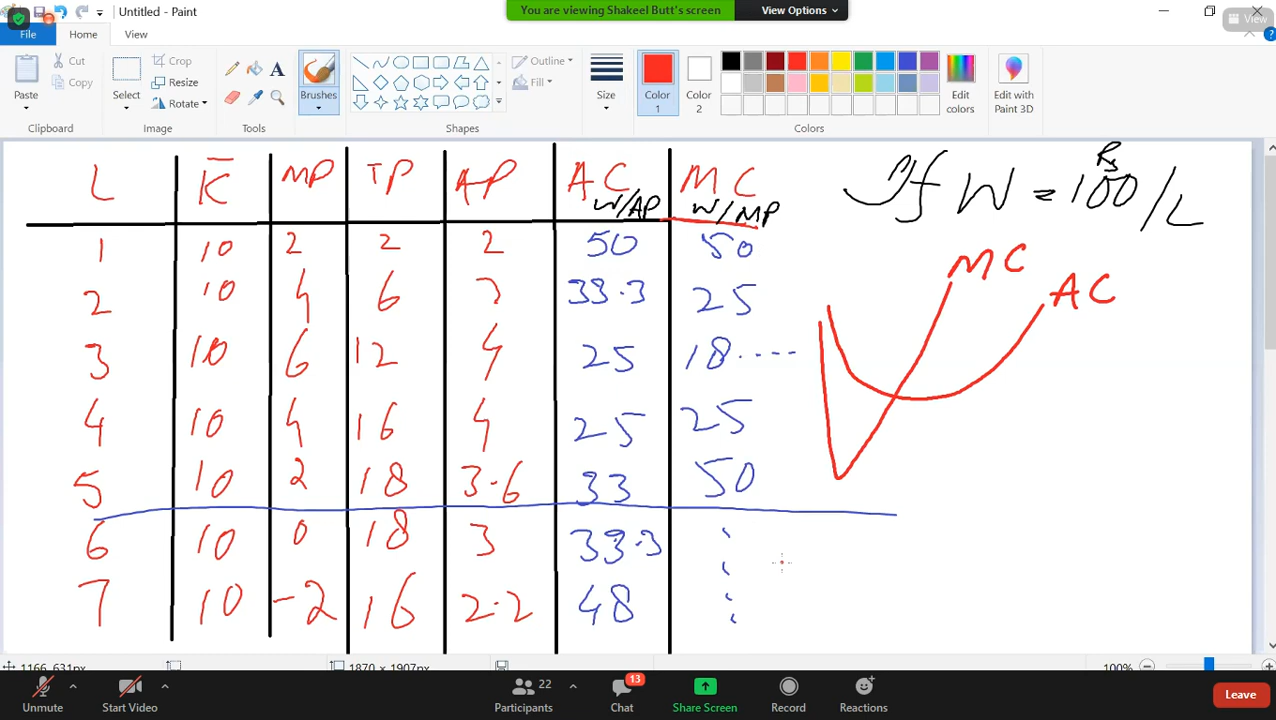 Untitled - Paint
You are viewing Shakeel Butt's screen
View Options
View
File
Home
View
Paste
Cut
Copy
Clipboard
Select
Crop
Resize
Rotate
Image
A
Tools
Brushes
Shapes
Outline
Fill
Size
Color 1
Color 2
Colors
Edit colors
Edit with Paint 3D
L K̅ MP TP AP AC W/AP MC W/MP
1 10 2 2 2 50 50
2 10 4 6 3 33.3 25
3 10 6 12 4 25 18.....
4 10 4 16 4 25 25
5 10 2 18 3.6 33 50
6 10 0 18 3 33.3
7 10 -2 16 2.2 48
If W = Rs 100/L
MC
AC
1166, 631px
1870 × 1907px
100%
Unmute
Start Video
22
Participants
13
Chat
Share Screen
Record
Reactions
Leave